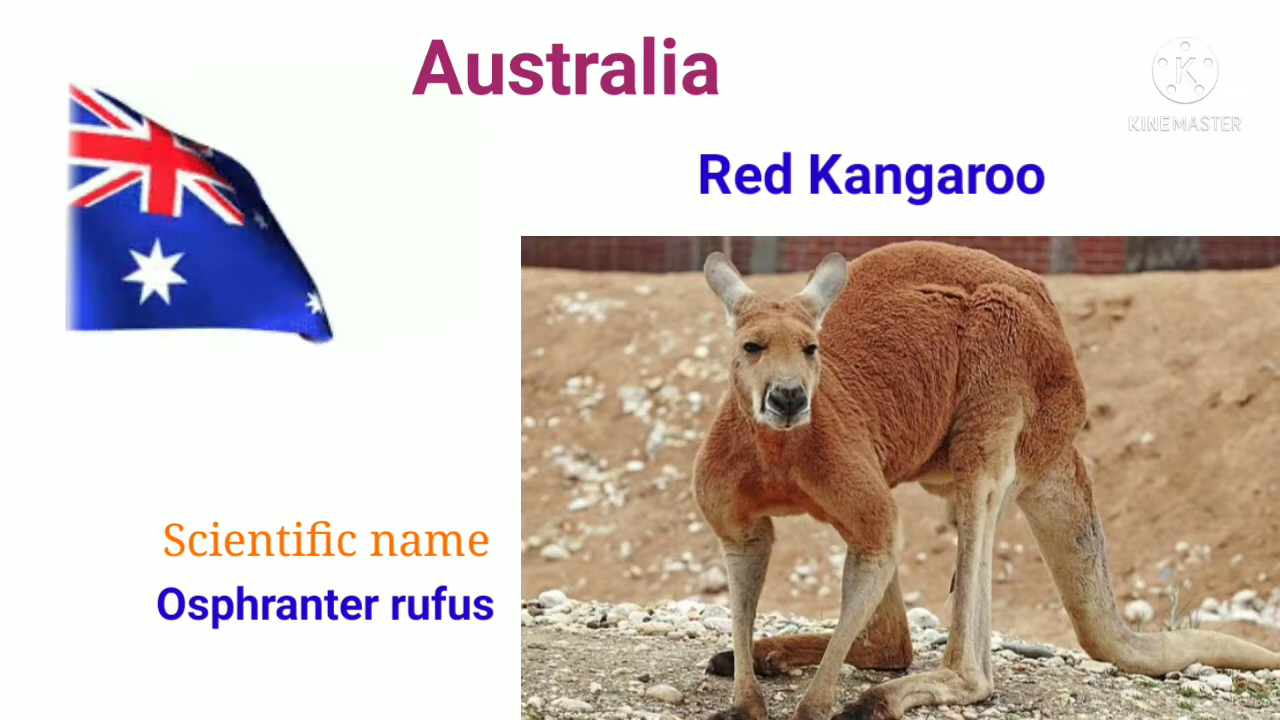 Australia
K
KINEMASTER
Red Kangaroo
Scientific name
Osphranter rufus